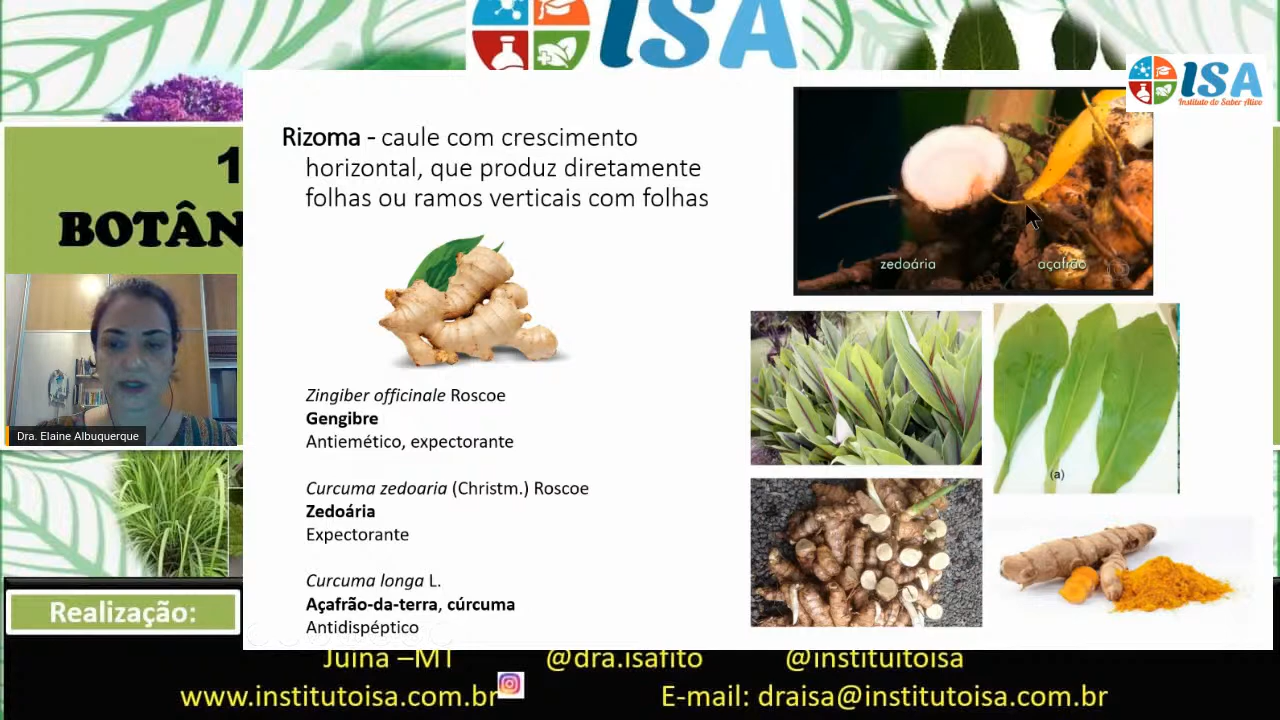 ISA
ISA
Instituto do Saber Ativo
1
BOTÂN
Rizoma - caule com crescimento
horizontal, que produz diretamente
folhas ou ramos verticais com folhas
zedoária
açafrão
Zingiber officinale Roscoe
Gengibre
Antiemético, expectorante
Curcuma zedoaria (Christm.) Roscoe
Zedoária
Expectorante
Curcuma longa L.
Açafrão-da-terra, cúrcuma
Antidispéptico
(a)
Dra. Elaine Albuquerque
Realização:
Juína –MT @dra.isafito @instituitoisa
www.institutoisa.com.br E-mail: draisa@institutoisa.com.br